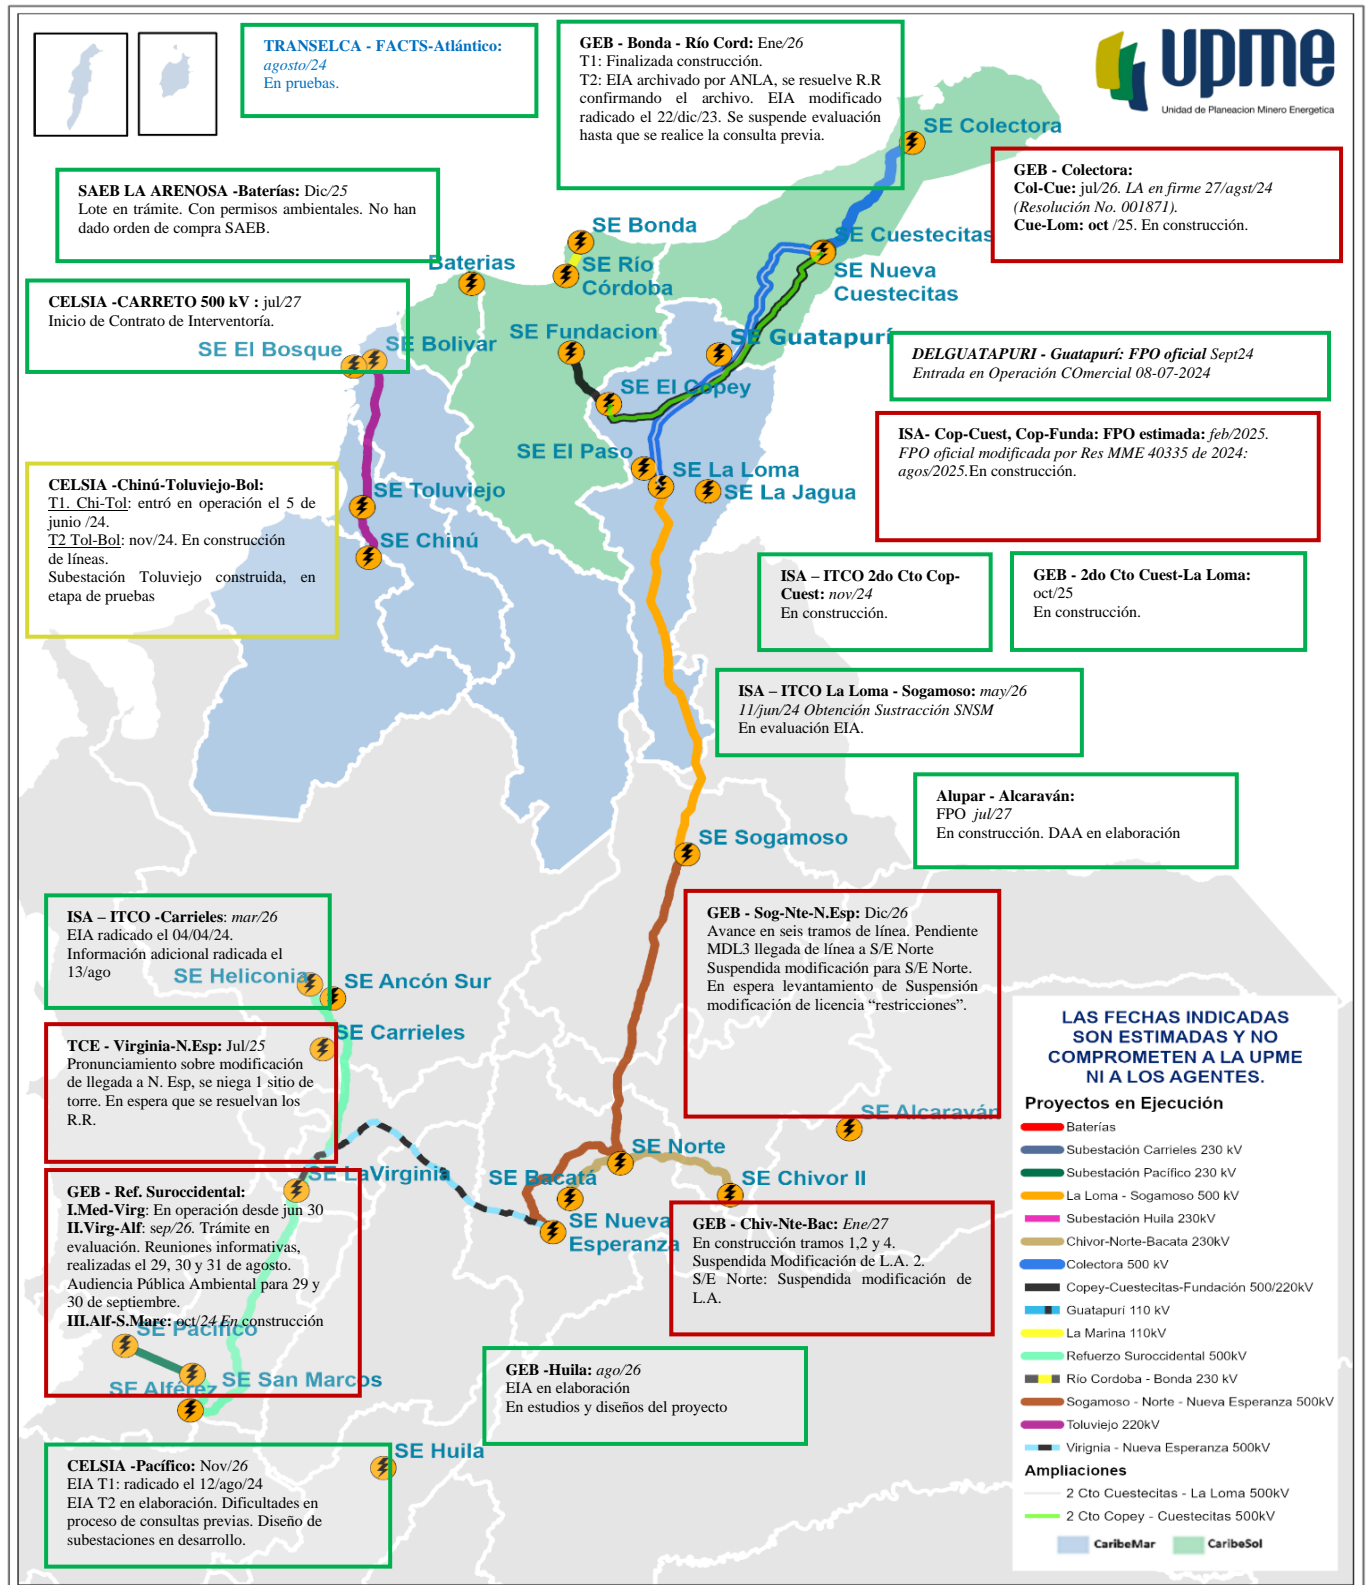 TRANSELCA - FACTS-Atlántico:
agosto/24
En pruebas.
GEB - Bonda - Río Cord: Ene/26
T1: Finalizada construcción.
T2: EIA archivado por ANLA, se resuelve R.R
confirmando el archivo. EIA modificado
radicado el 22/dic/23. Se suspende evaluación
hasta que se realice la consulta previa.
upme
Unidad de Planeacion Minero Energetica
SE Colectora
GEB - Colectora:
Col-Cue: jul/26. LA en firme 27/agst/24
(Resolución No. 001871).
Cue-Lom: oct /25. En construcción.
SAEB LA ARENOSA -Baterías: Dic/25
Lote en trámite. Con permisos ambientales. No han
dado orden de compra SAEB.
SE Bonda
SE Cuestecitas
Baterias
SE Río
Córdoba
SE Nueva
Cuestecitas
CELSIA -CARRETO 500 kV : jul/27
Inicio de Contrato de Interventoría.
SE El Bosque
SE Bolivar
SE Fundacion
SE Guatapurí
DELGUATAPURI - Guatapurí: FPO oficial Sept24
Entrada en Operación COmercial 08-07-2024
SE El Copey
ISA- Cop-Cuest, Cop-Funda: FPO estimada: feb/2025.
FPO oficial modificada por Res MME 40335 de 2024:
agos/2025.En construcción.
SE El Paso
SE La Loma
SE La Jagua
CELSIA -Chinú-Toluviejo-Bol:
T1. Chi-Tol: entró en operación el 5 de
junio /24.
T2 Tol-Bol: nov/24. En construcción
de líneas.
Subestación Toluviejo construida, en
etapa de pruebas
SE Toluviejo
SE Chinú
ISA – ITCO 2do Cto Cop-
Cuest: nov/24
En construcción.
GEB - 2do Cto Cuest-La Loma:
oct/25
En construcción.
ISA – ITCO La Loma - Sogamoso: may/26
11/jun/24 Obtención Sustracción SNSM
En evaluación EIA.
Alupar - Alcaraván:
FPO jul/27
En construcción. DAA en elaboración
SE Sogamoso
ISA – ITCO -Carrieles: mar/26
EIA radicado el 04/04/24.
Información adicional radicada el
13/ago
SE Heliconia
SE Ancón Sur
GEB - Sog-Nte-N.Esp: Dic/26
Avance en seis tramos de línea. Pendiente
MDL3 llegada de línea a S/E Norte
Suspendida modificación para S/E Norte.
En espera levantamiento de Suspensión
modificación de licencia “restricciones”.
SE Carrieles
TCE - Virginia-N.Esp: Jul/25
Pronunciamiento sobre modificación
de llegada a N. Esp, se niega 1 sitio de
torre. En espera que se resuelvan los
R.R.
SE Alcaraván
SE Norte
SE LaVirginia
SE Bacatá
SE Chivor II
SE Nueva
Esperanza
GEB - Ref. Suroccidental:
I.Med-Virg: En operación desde jun 30
II.Virg-Alf: sep/26. Trámite en
evaluación. Reuniones informativas,
realizadas el 29, 30 y 31 de agosto.
Audiencia Pública Ambiental para 29 y
30 de septiembre.
III.Alf-S.Marc: oct/24 En construcción
GEB - Chiv-Nte-Bac: Ene/27
En construcción tramos 1,2 y 4.
Suspendida Modificación de L.A. 2.
S/E Norte: Suspendida modificación de
L.A.
SE Pacífico
SE San Marcos
SE Alférez
GEB -Huila: ago/26
EIA en elaboración
En estudios y diseños del proyecto
SE Huila
CELSIA -Pacífico: Nov/26
EIA T1: radicado el 12/ago/24
EIA T2 en elaboración. Dificultades en
proceso de consultas previas. Diseño de
subestaciones en desarrollo.
LAS FECHAS INDICADAS
SON ESTIMADAS Y NO
COMPROMETEN A LA UPME
NI A LOS AGENTES.
Proyectos en Ejecución
Baterías
Subestación Carrieles 230 kV
Subestación Pacífico 230 kV
La Loma - Sogamoso 500 kV
Subestación Huila 230kV
Chivor-Norte-Bacata 230kV
Colectora 500 kV
Copey-Cuestecitas-Fundación 500/220kV
Guatapurí 110 kV
La Marina 110kV
Refuerzo Suroccidental 500kV
Río Cordoba - Bonda 230 kV
Sogamoso - Norte - Nueva Esperanza 500kV
Toluviejo 220kV
Virignia - Nueva Esperanza 500kV
Ampliaciones
2 Cto Cuestecitas - La Loma 500kV
2 Cto Copey - Cuestecitas 500kV
CaribeMar
CaribeSol